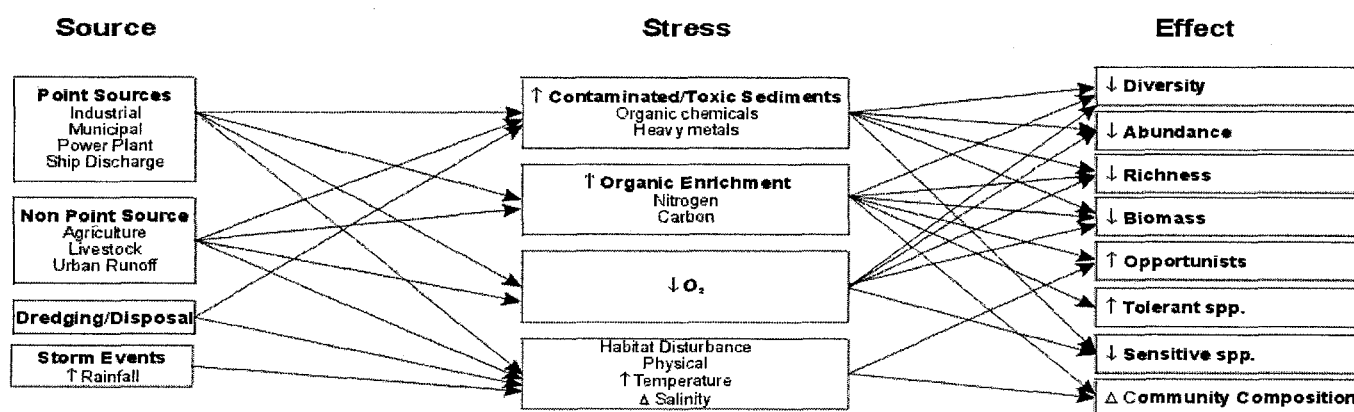 Source
Point Sources
Industrial
Municipal
Power Plant
Ship Discharge
Non Point Source
Agriculture
Livestock
Urban Runoff
Dredging/Disposal
Storm Events
↑ Rainfall
Stress
↑ Contaminated/Toxic Sediments
Organic chemicals
Heavy metals
↑ Organic Enrichment
Nitrogen
Carbon
↓ O₂
Habitat Disturbance
Physical
↑ Temperature
Δ Salinity
Effect
↓ Diversity
↓ Abundance
↓ Richness
↓ Biomass
↑ Opportunists
↑ Tolerant spp.
↓ Sensitive spp.
Δ Community Composition